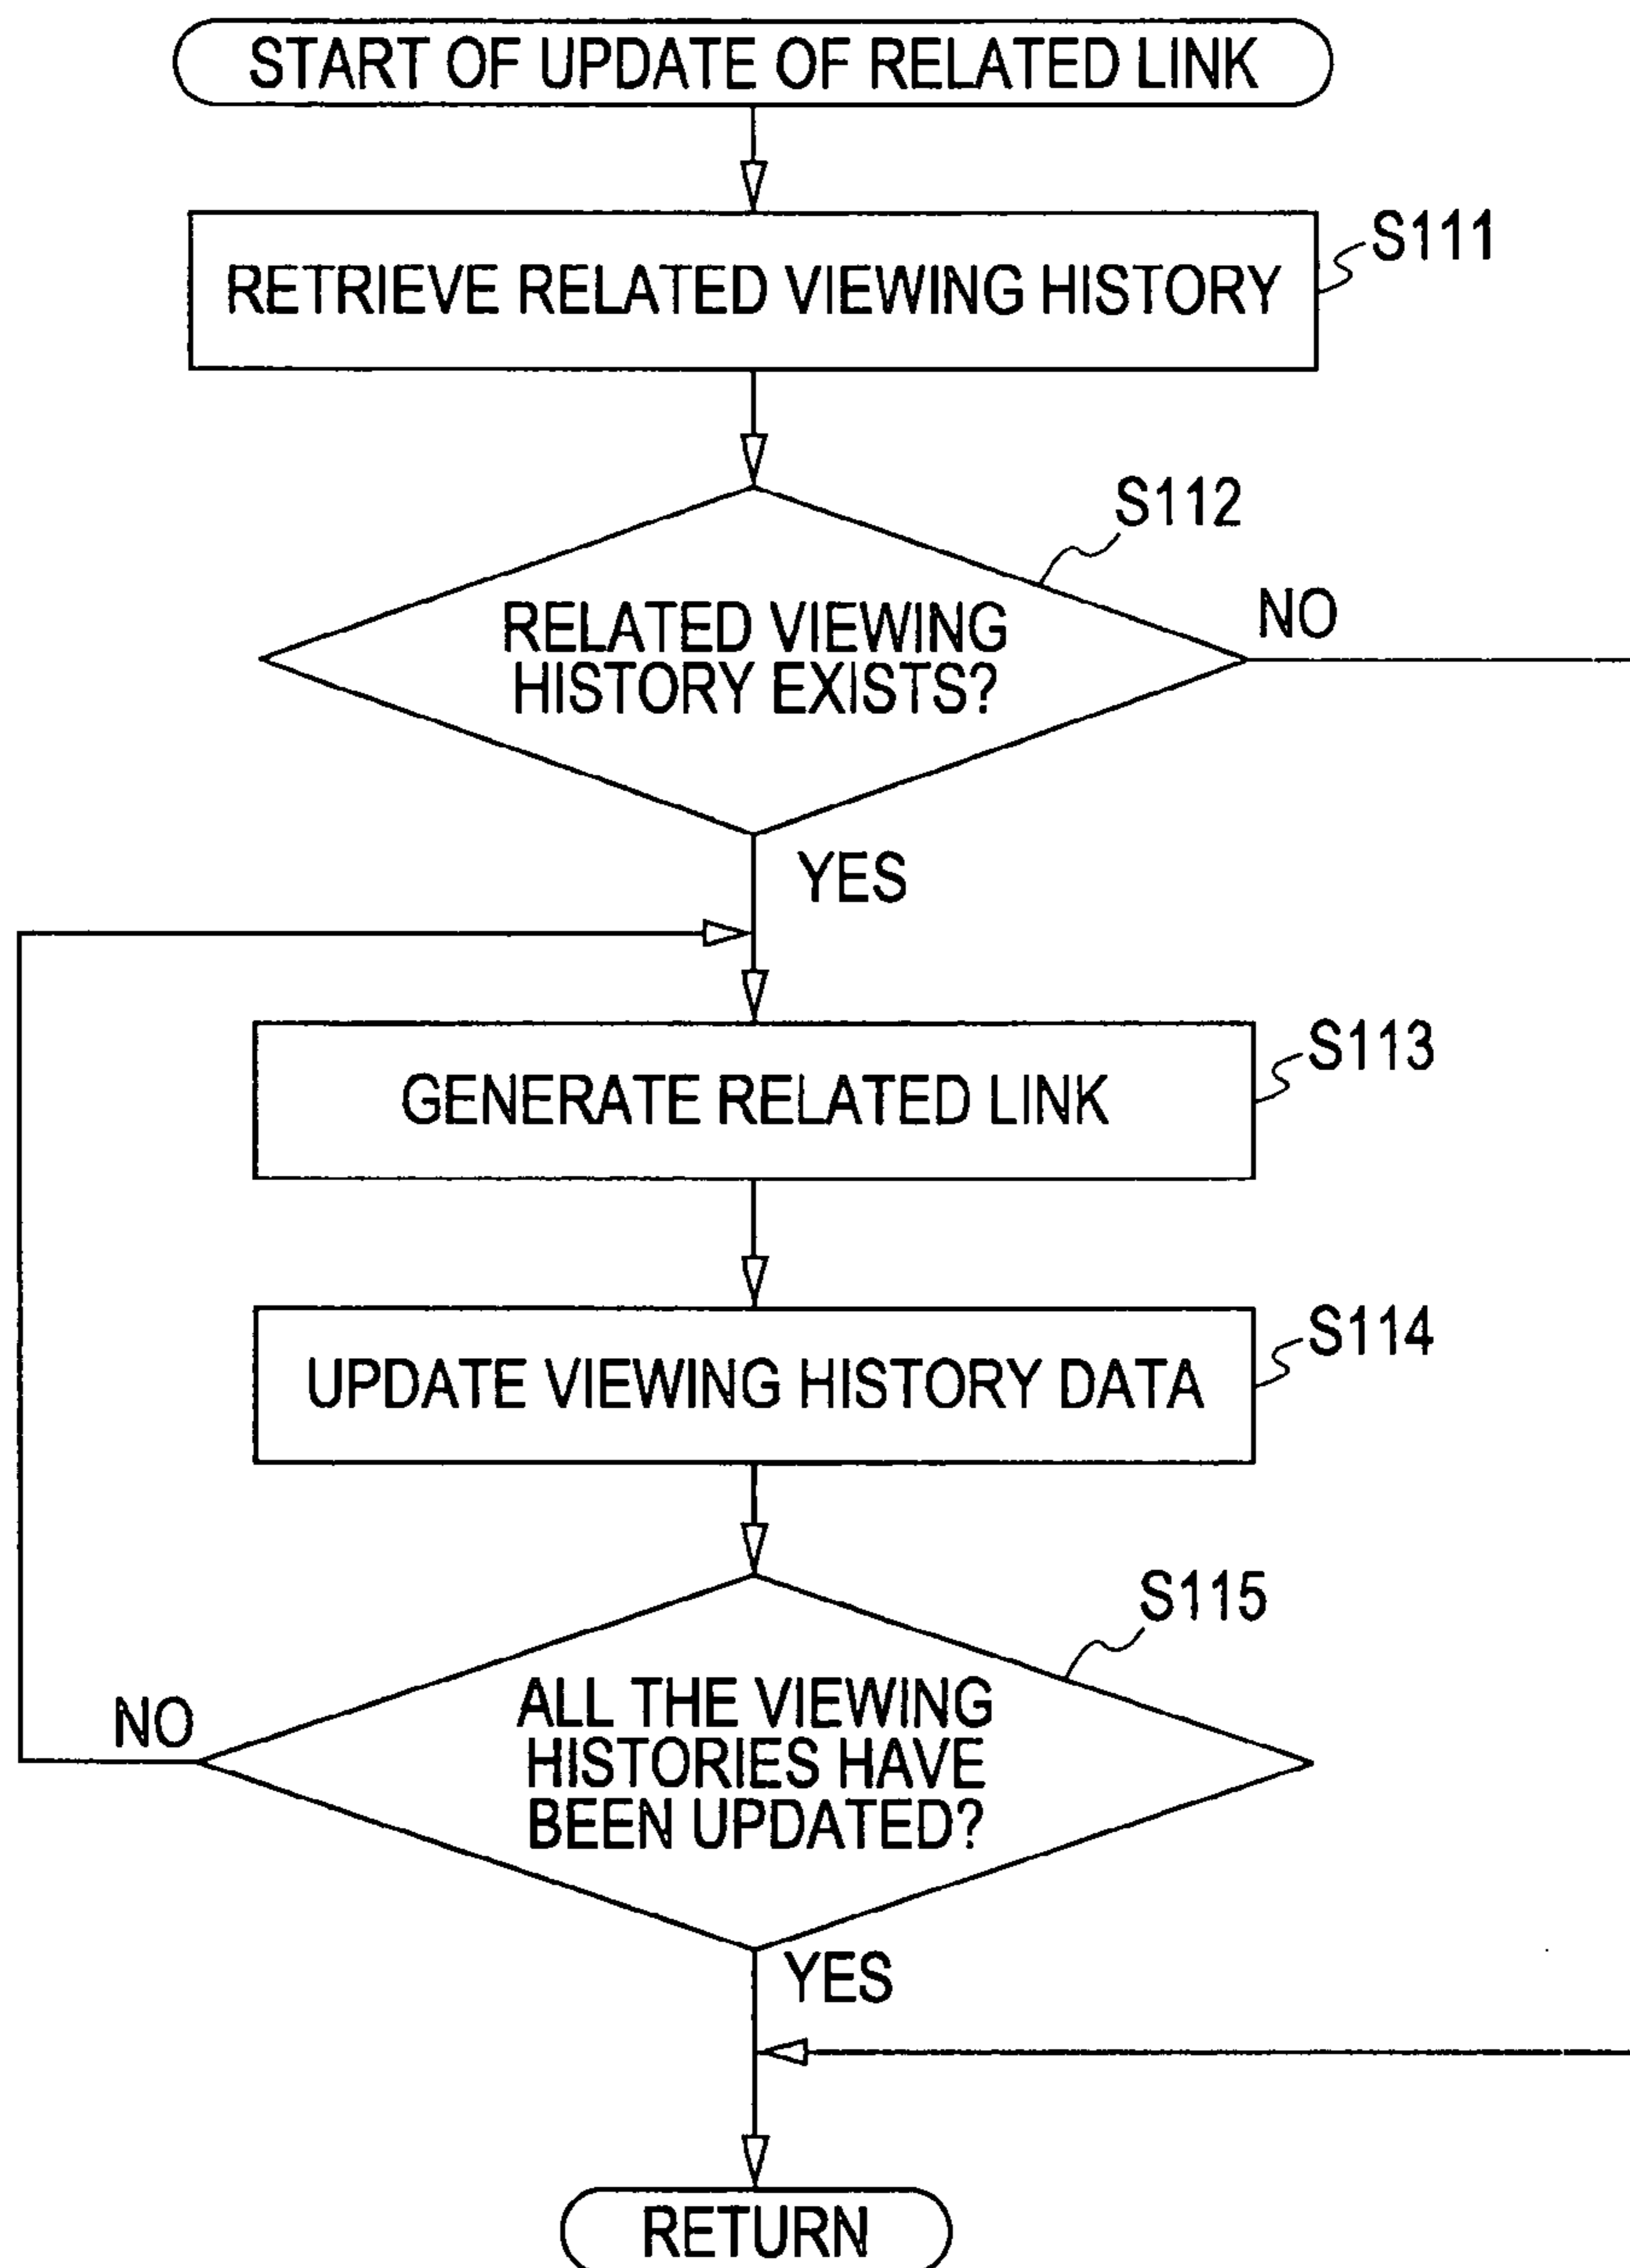 START OF UPDATE OF RELATED LINK
S111
RETRIEVE RELATED VIEWING HISTORY
S112
RELATED VIEWING
HISTORY EXISTS?
NO
YES
S113
GENERATE RELATED LINK
S114
UPDATE VIEWING HISTORY DATA
S115
ALL THE VIEWING
HISTORIES HAVE
BEEN UPDATED?
NO
YES
RETURN